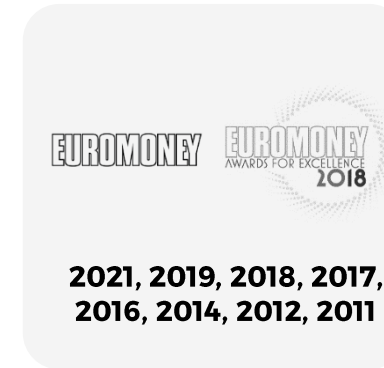 EUROMONEY
EUROMONEY
AWARDS FOR EXCELLENCE
2018
2021, 2019, 2018, 2017,
2016, 2014, 2012, 2011